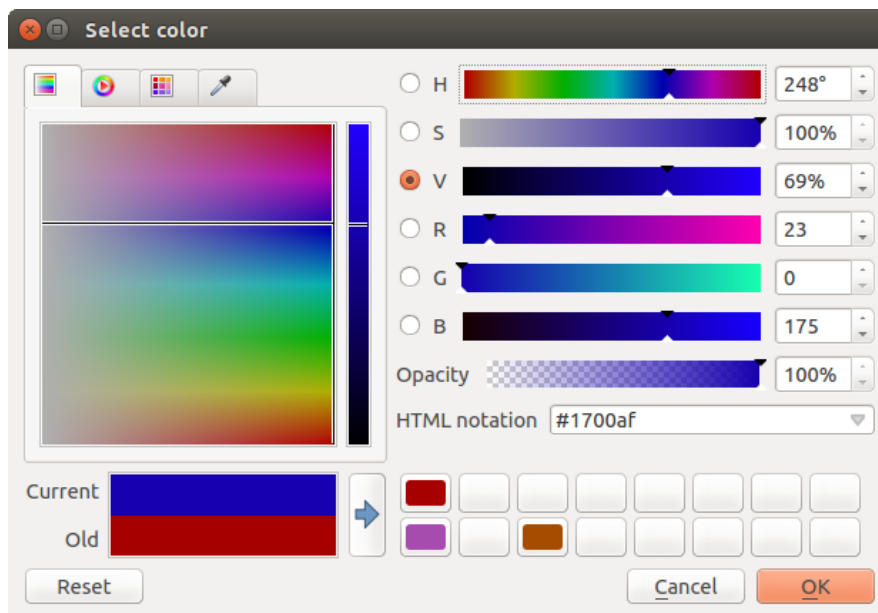 Select color
H 248°
S 100%
V 69%
R 23
G 0
B 175
Opacity 100%
HTML notation #1700af
Current
Old
Reset Cancel OK